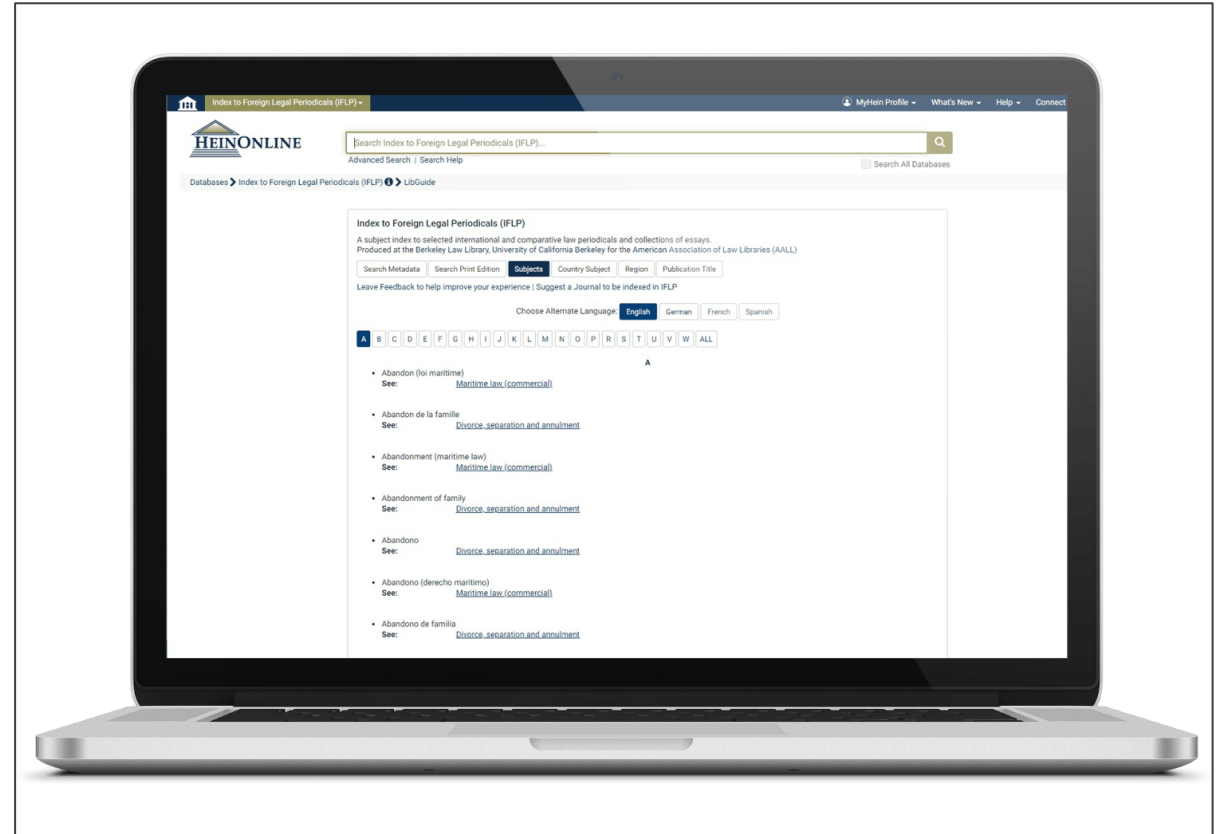 Index to Foreign Legal Periodicals (IFLP)
MyHein Profile What's New Help Connect
HEINONLINE
Search Index to Foreign Legal Periodicals (IFLP)...
Advanced Search | Search Help
Search All Databases
Databases Index to Foreign Legal Periodicals (IFLP) LibGuide
Index to Foreign Legal Periodicals (IFLP)
A subject index to selected international and comparative law periodicals and collections of essays.
Produced at the Berkeley Law Library, University of California Berkeley for the American Association of Law Libraries (AALL)
Search Metadata Search Print Edition Subjects Country Subject Region Publication Title
Leave Feedback to help improve your experience | Suggest a Journal to be indexed in IFLP
Choose Alternate Language: English German French Spanish
A B C D E F G H I J K L M N O P R S T U V W ALL
A
• Abandon (loi maritime)
See: Maritime law (commercial)
• Abandon de la famille
See: Divorce, separation and annulment
• Abandonment (maritime law)
See: Maritime law (commercial)
• Abandonment of family
See: Divorce, separation and annulment
• Abandono
See: Divorce, separation and annulment
• Abandono (derecho maritimo)
See: Maritime law (commercial)
• Abandono de familia
See: Divorce, separation and annulment